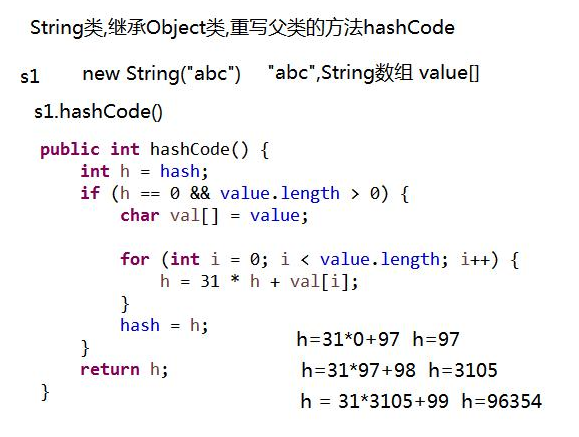 String类,继承Object类,重写父类的方法hashCode
s1 new String("abc") "abc",String数组 value[]
s1.hashCode()
public int hashCode() {
int h = hash;
if (h == 0 && value.length > 0) {
char val[] = value;
for (int i = 0; i < value.length; i++) {
h = 31 * h + val[i];
}
hash = h;
}
return h;
}
h=31*0+97 h=97
h=31*97+98 h=3105
h = 31*3105+99 h=96354